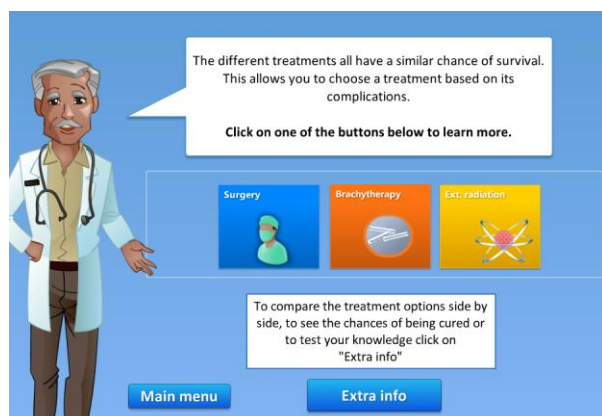 The different treatments all have a similar chance of survival.
This allows you to choose a treatment based on its
complications.
Click on one of the buttons below to learn more.
Surgery
Brachytherapy
Ext. radiation
To compare the treatment options side by
side, to see the chances of being cured or
to test your knowledge click on
"Extra info"
Main menu
Extra info